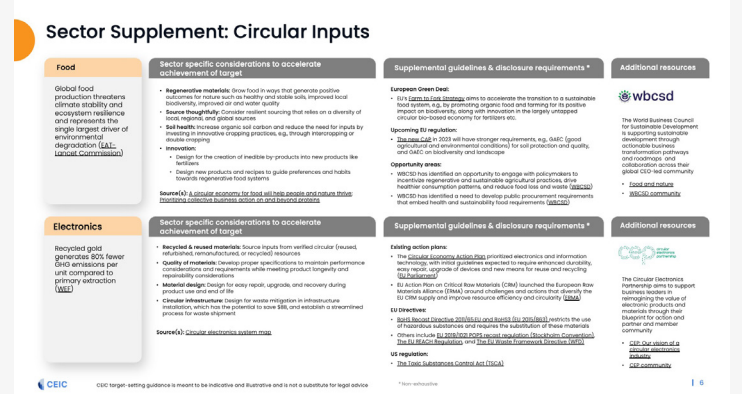 Sector Supplement: Circular Inputs
Food
Global food
production threatens
climate stability and
ecosystem resilience
and represents the
single largest driver of
environmental
degradation (EAT-
Lancet Commission)
Sector specific considerations to accelerate
achievement of target
• Regenerative materials: Grow food in ways that generate positive
outcomes for nature such as healthy and stable soils, improved local
biodiversity, improved air and water quality
• Source thoughtfully: Consider resilient sourcing that relies on a diversity of
local, regional, and global sources
• Soil health: Increase organic soil carbon and reduce the need for inputs by
investing in innovative cropping practices, e.g., through intercropping or
double cropping
• Innovation:
• Design for the creation of inedible by-products into new products like
fertilizers
• Design new products and recipes to guide preferences and habits
towards regenerative food systems
Source(s): A circular economy for food will help people and nature thrive;
Prioritizing collective business action on and beyond proteins
Supplemental guidelines & disclosure requirements *
European Green Deal:
• EU's Farm to Fork Strategy aims to accelerate the transition to a sustainable
food system, e.g., by promoting organic food and farming for its positive
impact on biodiversity, along with innovation in the largely untapped
circular bio-based economy for fertilizers etc.
Upcoming EU regulation:
• The new CAP in 2023 will have stronger requirements, e.g., GAEC (good
agricultural and environmental conditions) for soil protection and quality,
and GAEC on biodiversity and landscape
Opportunity areas:
• WBCSD has identified an opportunity to engage with policymakers to
incentivize regenerative and sustainable agricultural practices, drive
healthier consumption patterns, and reduce food loss and waste (WBCSD)
• WBCSD has identified a need to develop public procurement requirements
that embed health and sustainability food requirements (WBCSD)
Additional resources
wbcsd
The World Business Council
for Sustainable Development
is supporting sustainable
development through
actionable business
transformation pathways
and roadmaps and
collaboration across their
global CEO-led community
• Food and nature
• WBCSD community
Electronics
Recycled gold
generates 80% fewer
GHG emissions per
unit compared to
primary extraction
(WEF)
Sector specific considerations to accelerate
achievement of target
• Recycled & reused materials: Source inputs from verified circular (reused,
refurbished, remanufactured, or recycled) resources
• Quality of materials: Develop proper specifications to maintain performance
considerations and requirements while meeting product longevity and
repairability considerations
• Material design: Design for easy repair, upgrade, and recovery during
product use and end of life
• Circular infrastructure: Design for waste mitigation in infrastructure
installation, which has the potential to save $88, and establish a streamlined
process for waste shipment
Source(s): Circular electronics system map
Supplemental guidelines & disclosure requirements *
Existing action plans:
• The Circular Economy Action Plan prioritized electronics and information
technology, with initial guidelines expected to require enhanced durability,
easy repair, upgrade of devices and new means for reuse and recycling
(EU Parliament)
• EU Action Plan on Critical Raw Materials (CRM) launched the European Raw
Materials Alliance (ERMA) around challenges and actions that diversify the
EU CRM supply and improve resource efficiency and circularity (ERMA)
EU Directives:
• RoHS Recast Directive 2011/65/EU and RoHS3 (EU 2015/863) restricts the use
of hazardous substances and requires the substitution of these materials
• Others include EU 2019/1021 POPS recast regulation (Stockholm Convention),
The EU REACH Regulation, and The EU Waste Framework Directive (WFD)
US regulation:
• The Toxic Substances Control Act (TSCA)
Additional resources
circular
electronics
partnership
The Circular Electronics
Partnership aims to support
business leaders in
reimagining the value of
electronic products and
materials through their
blueprint for action and
partner and member
community
• CEP: Our vision of a
circular electronics
industry
• CEP community
CEIC
CEIC target-setting guidance is meant to be indicative and illustrative and is not a substitute for legal advice
* Non-exhaustive
6